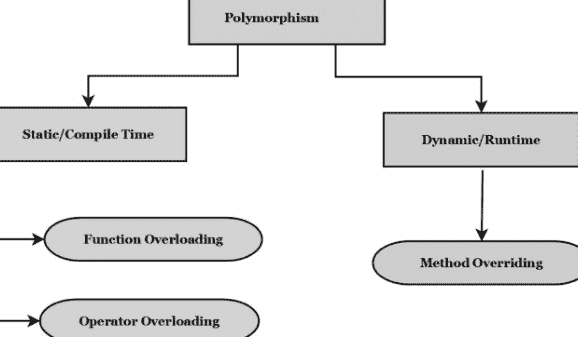 Polymorphism
Static/Compile Time
Dynamic/Runtime
Function Overloading
Method Overriding
Operator Overloading